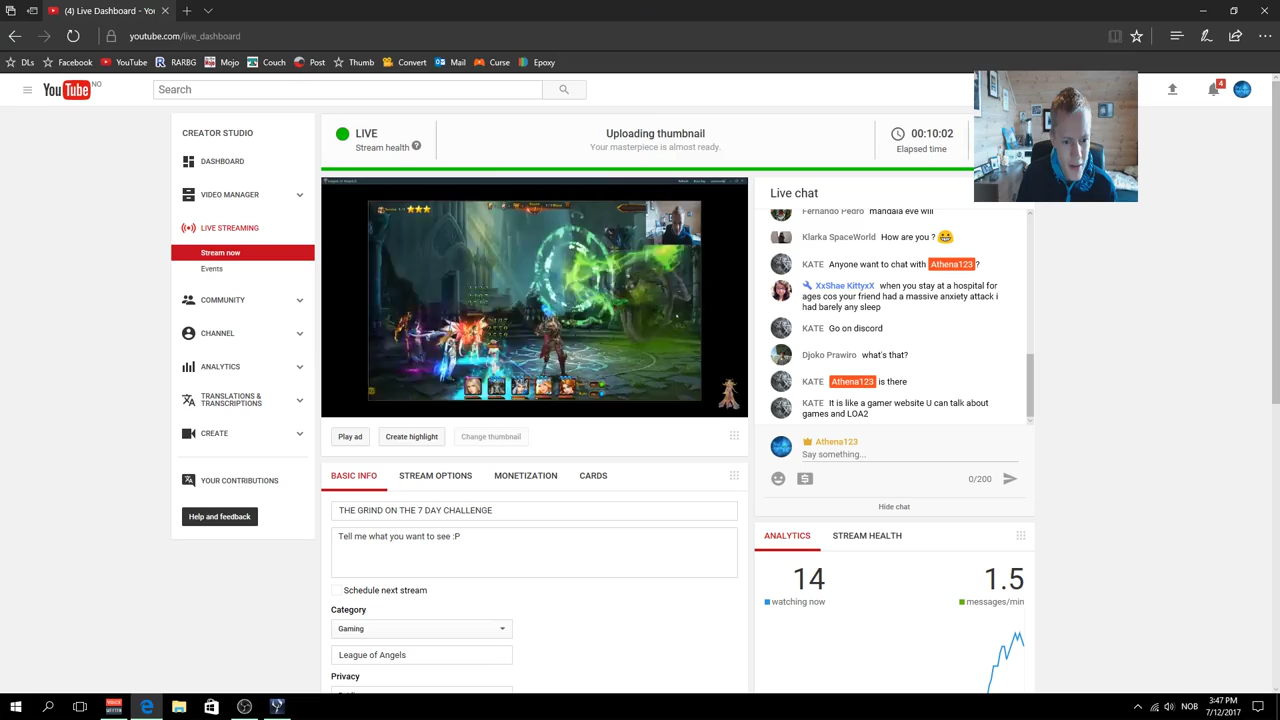 (4) Live Dashboard - You
youtube.com/live_dashboard
DLs
Facebook
YouTube
RARBG
Mojo
Couch
Post
Thumb
Convert
Mail
Curse
Epoxy
YouTube NO
Search
4
CREATOR STUDIO
DASHBOARD
VIDEO MANAGER
LIVE STREAMING
Stream now
Events
COMMUNITY
CHANNEL
ANALYTICS
TRANSLATIONS &
TRANSCRIPTIONS
CREATE
YOUR CONTRIBUTIONS
Help and feedback
LIVE
Stream health ?
Uploading thumbnail
Your masterpiece is almost ready.
00:10:02
Elapsed time
Play ad
Create highlight
Change thumbnail
BASIC INFO
STREAM OPTIONS
MONETIZATION
CARDS
THE GRIND ON THE 7 DAY CHALLENGE
Tell me what you want to see :P
Schedule next stream
Category
Gaming
League of Angels
Privacy
Live chat
Fernando Pedro mandala eve will
Klarka SpaceWorld How are you ?
KATE Anyone want to chat with Athena123 ?
XxShae KittyxX when you stay at a hospital for
ages cos your friend had a massive anxiety attack i
had barely any sleep
KATE Go on discord
Djoko Prawiro what's that?
KATE Athena123 is there
KATE It is like a gamer website U can talk about
games and LOA2
Athena123
Say something...
0/200
Hide chat
ANALYTICS
STREAM HEALTH
14
watching now
1.5
messages/min
NOB
3:47 PM
7/12/2017